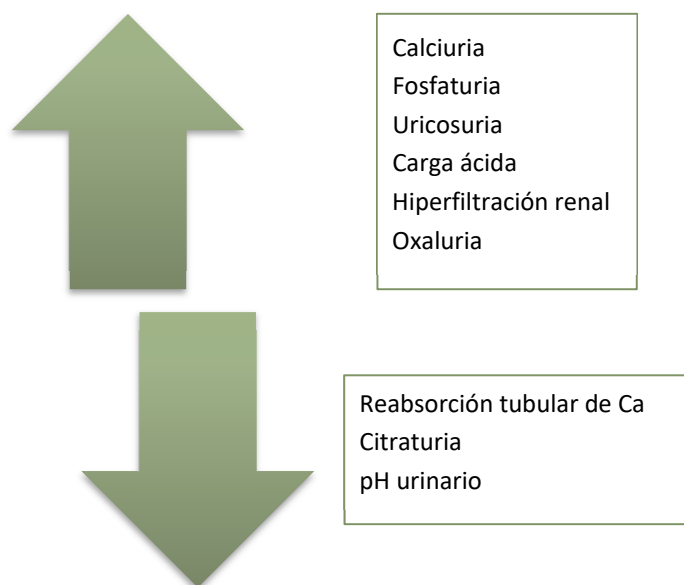 Calciuria
Fosfaturia
Uricosuria
Carga ácida
Hiperfiltración renal
Oxaluria
Reabsorción tubular de Ca
Citraturia
pH urinario